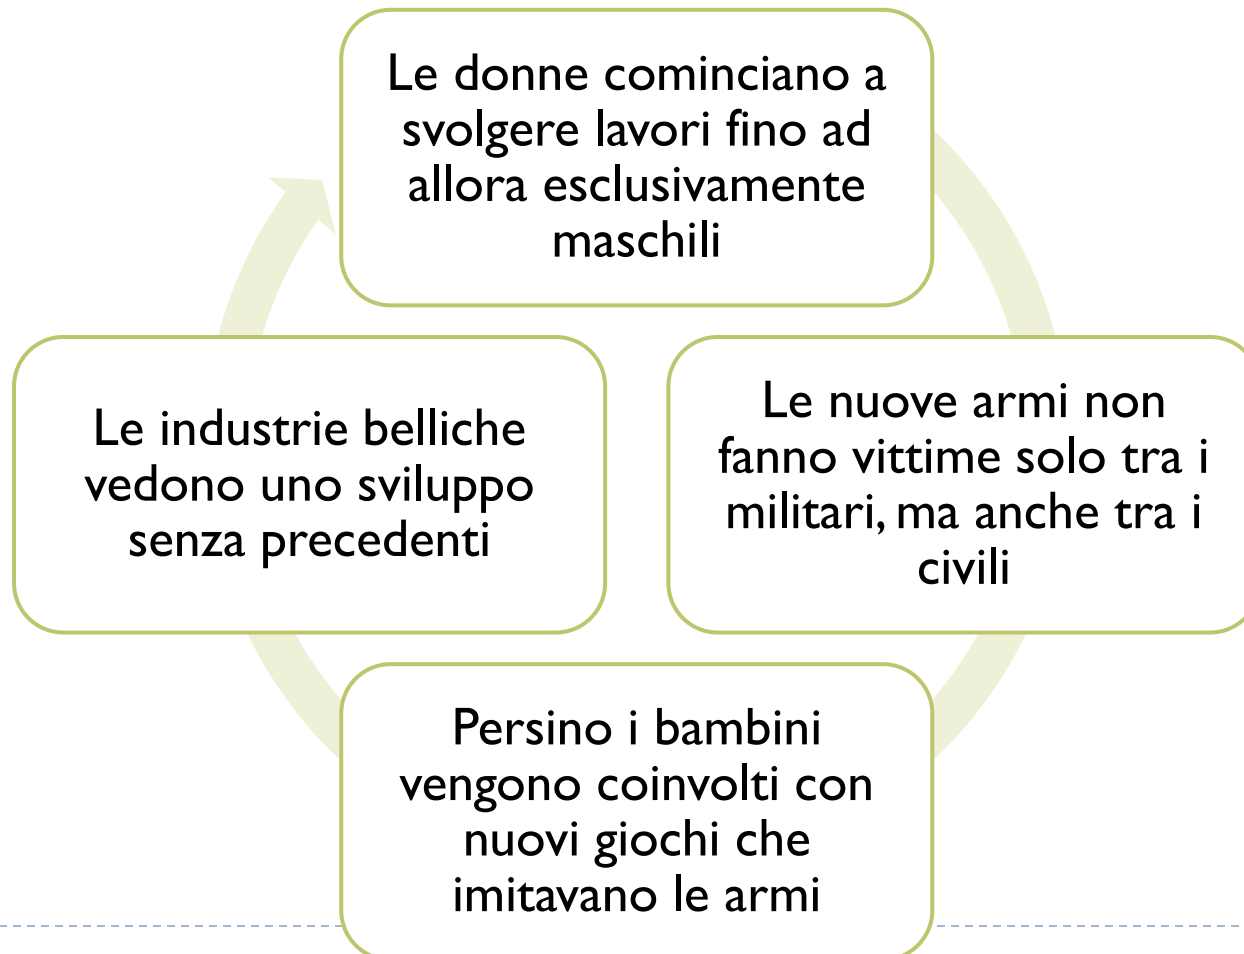 Le donne cominciano a
svolgere lavori fino ad
allora esclusivamente
maschili
Le nuove armi non
fanno vittime solo tra i
militari, ma anche tra i
civili
Persino i bambini
vengono coinvolti con
nuovi giochi che
imitavano le armi
Le industrie belliche
vedono uno sviluppo
senza precedenti